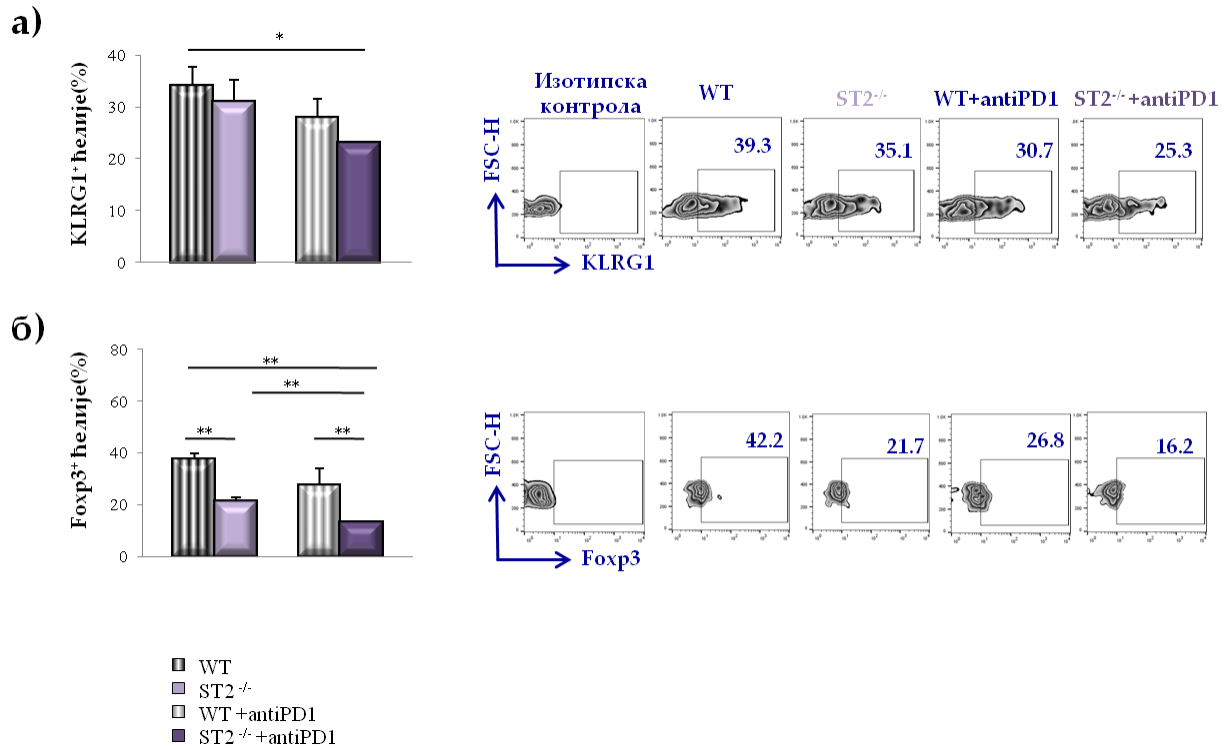 а)
KLRG1⁺ ћелије(%)
40
30
20
10
0
*
Изотипска
контрола
WT
ST2⁻/⁻
WT+antiPD1
ST2⁻/⁻+antiPD1
FSC-H
39.3
35.1
30.7
25.3
KLRG1
б)
Foxp3⁺ ћелије(%)
80
60
40
20
0
**
**
**
**
FSC-H
42.2
21.7
26.8
16.2
Foxp3
WT
ST2 ⁻/⁻
WT +antiPD1
ST2 ⁻/⁻ +antiPD1